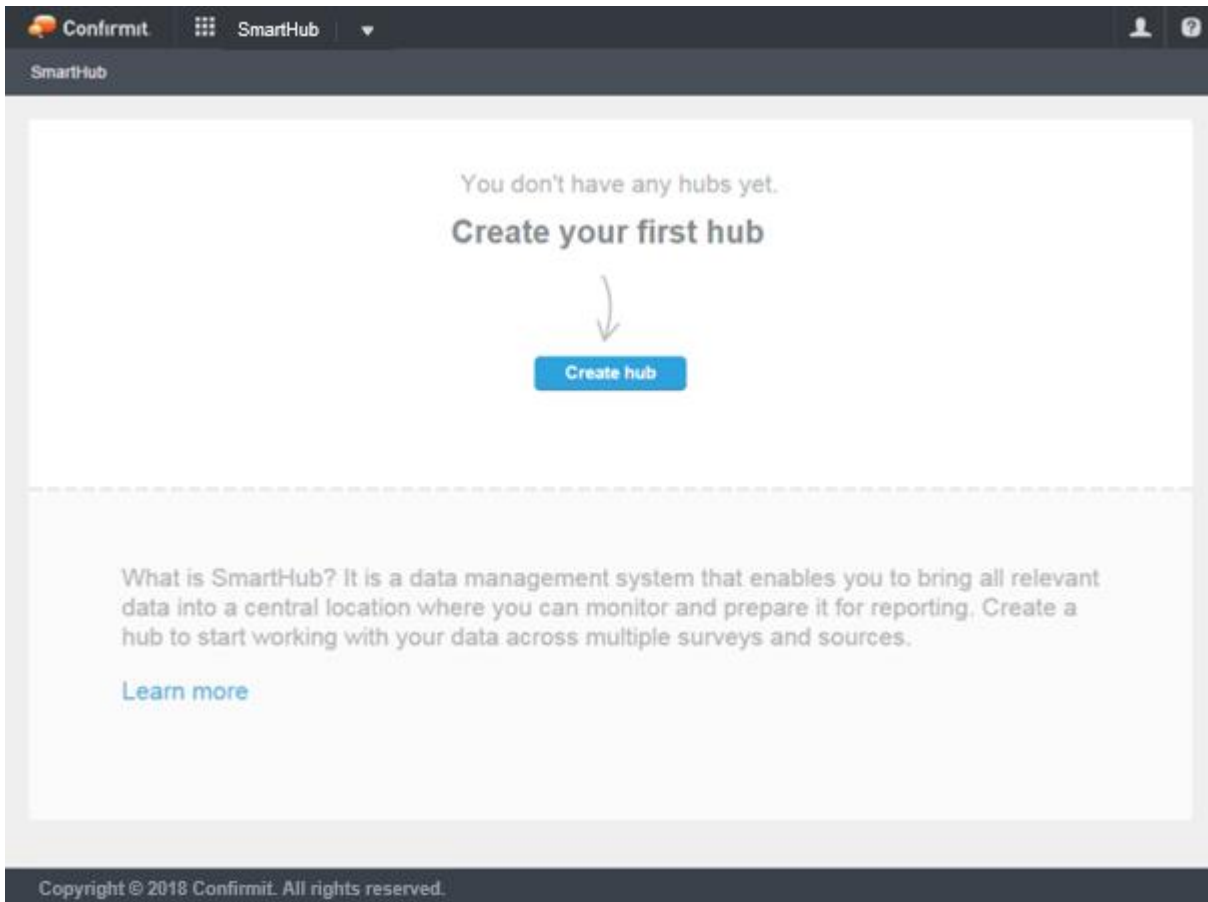 Confirmit SmartHub
SmartHub
You don't have any hubs yet.
Create your first hub
Create hub
What is SmartHub? It is a data management system that enables you to bring all relevant
data into a central location where you can monitor and prepare it for reporting. Create a
hub to start working with your data across multiple surveys and sources.
Learn more
Copyright © 2018 Confirmit. All rights reserved.